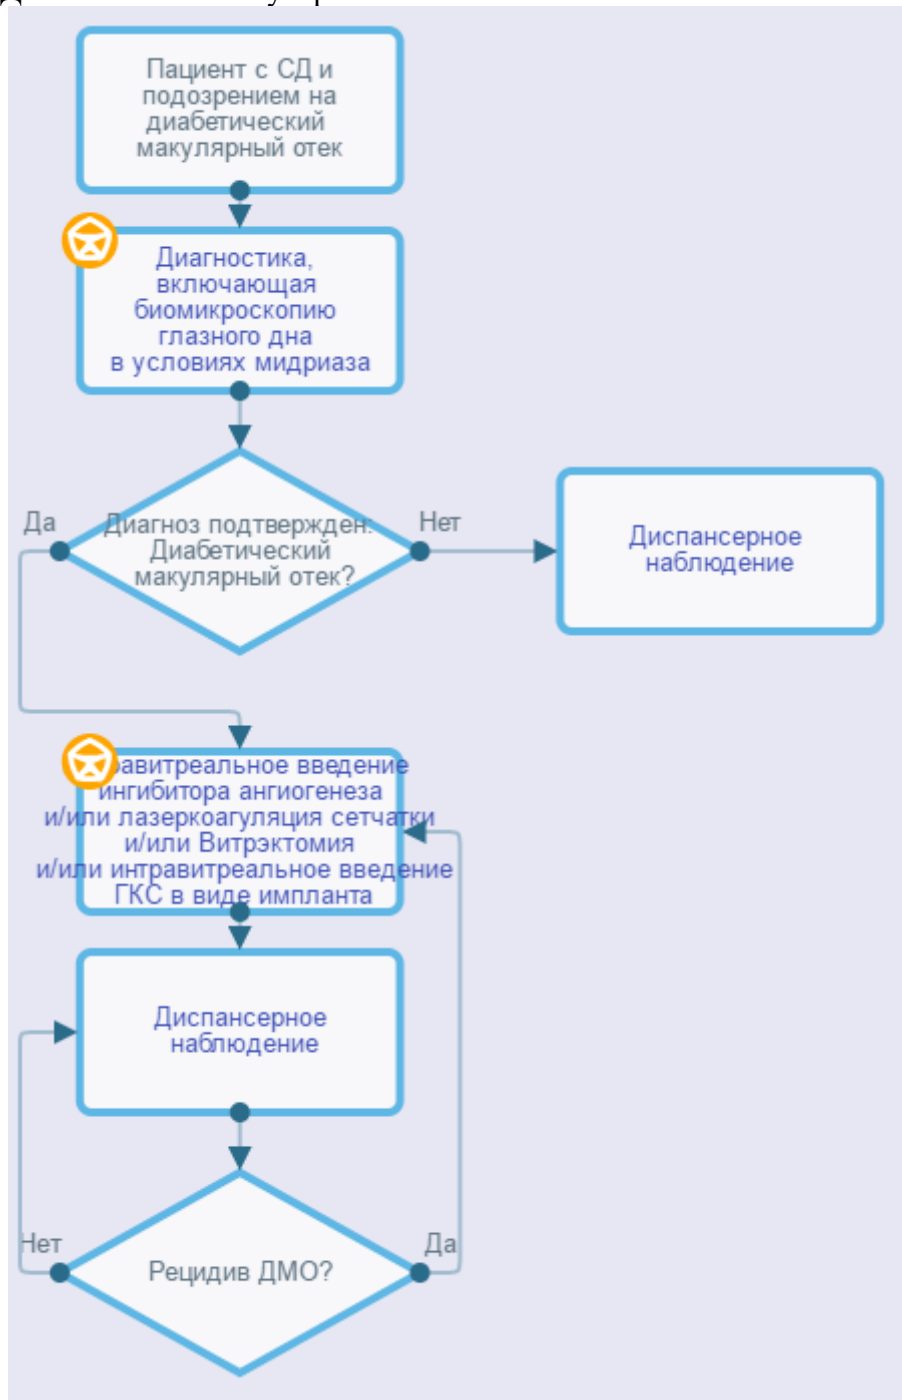 Пациент с СД и
подозрением на
диабетический
макулярный отек
Диагностика,
включающая
биомикроскопию
глазного дна
в условиях мидриаза
Да
Диагноз подтвержден:
Диабетический
макулярный отек?
Нет
Диспансерное
наблюдение
введение
ингибитора ангиогенеза
и/или лазеркоагуляция сетчатки
и/или Витрэктомия
и/или интравитреальное введение
ГКС в виде импланта
Диспансерное
наблюдение
Нет
Рецидив ДМО?
Да